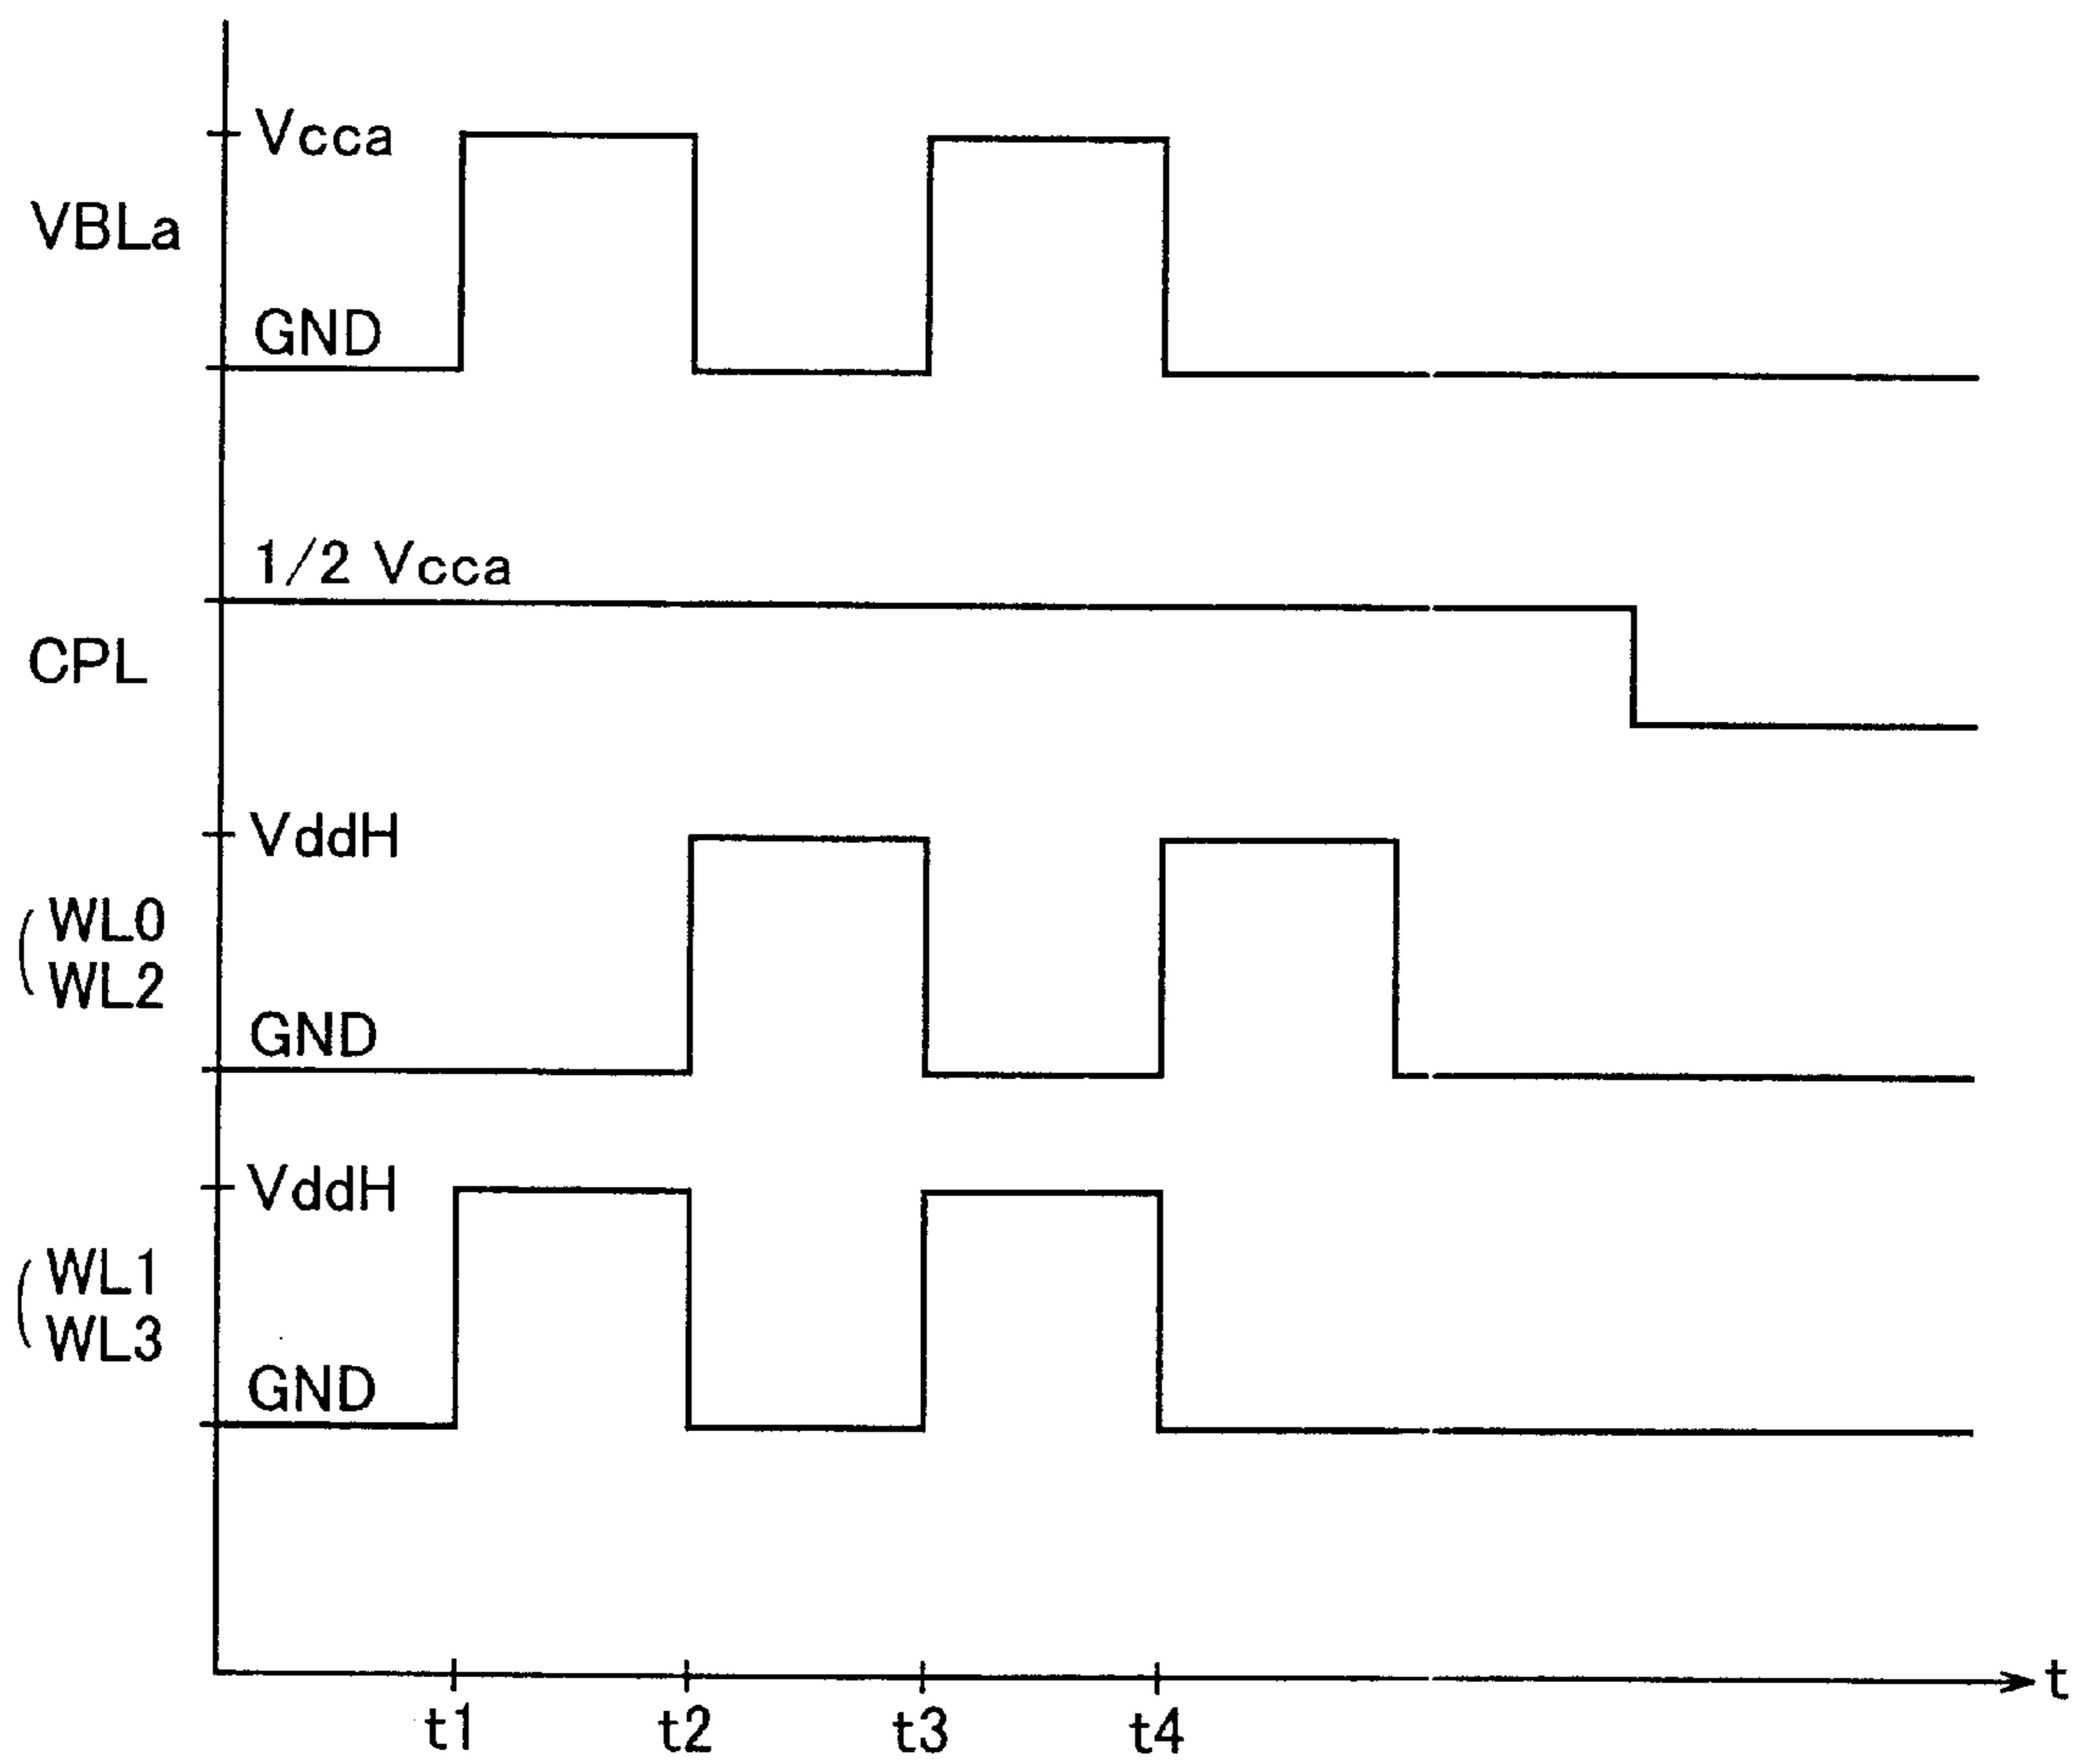 Vcca
VBLa
GND
1/2 Vcca
CPL
VddH
WL0
WL2
GND
VddH
WL1
WL3
GND
t
t1 t2 t3 t4